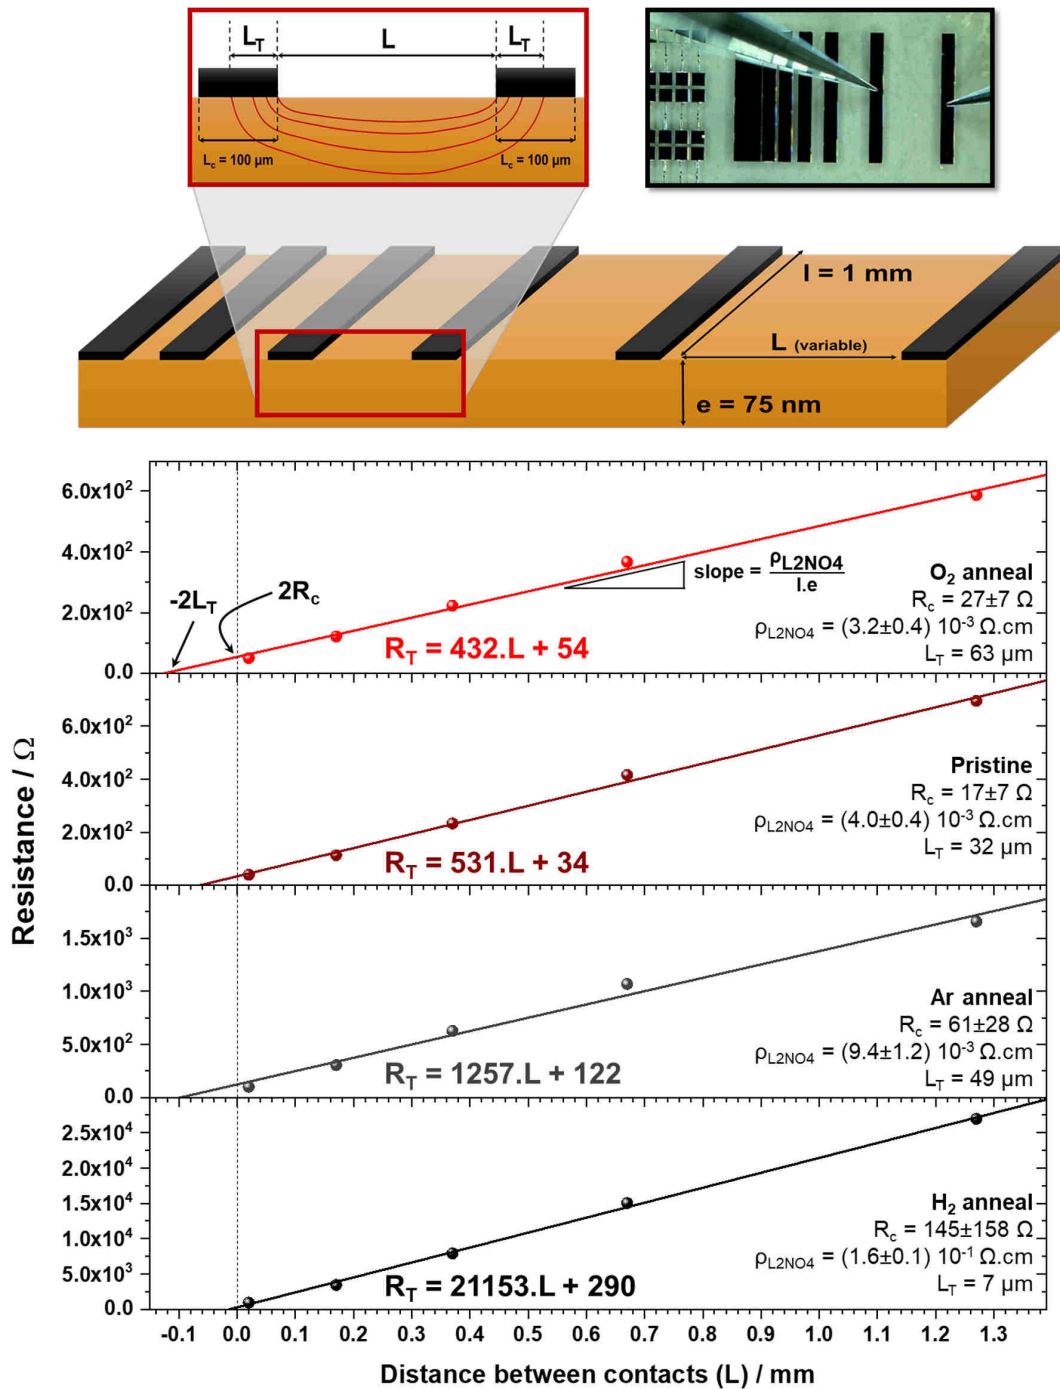 L_T L L_T
L_c = 100 µm L_c = 100 µm
l = 1 mm
L (variable)
e = 75 nm
Resistance / Ω
6.0x10²
4.0x10²
2.0x10²
0.0
-2L_T
2R_c
slope = ρ_L2NO4 / l.e
R_T = 432.L + 54
O₂ anneal
R_c = 27±7 Ω
ρ_L2NO4 = (3.2±0.4) 10⁻³ Ω.cm
L_T = 63 µm
6.0x10²
4.0x10²
2.0x10²
0.0
R_T = 531.L + 34
Pristine
R_c = 17±7 Ω
ρ_L2NO4 = (4.0±0.4) 10⁻³ Ω.cm
L_T = 32 µm
1.5x10³
1.0x10³
5.0x10²
0.0
R_T = 1257.L + 122
Ar anneal
R_c = 61±28 Ω
ρ_L2NO4 = (9.4±1.2) 10⁻³ Ω.cm
L_T = 49 µm
2.5x10⁴
2.0x10⁴
1.5x10⁴
1.0x10⁴
5.0x10³
0.0
R_T = 21153.L + 290
H₂ anneal
R_c = 145±158 Ω
ρ_L2NO4 = (1.6±0.1) 10⁻¹ Ω.cm
L_T = 7 µm
-0.1 0.0 0.1 0.2 0.3 0.4 0.5 0.6 0.7 0.8 0.9 1.0 1.1 1.2 1.3
Distance between contacts (L) / mm